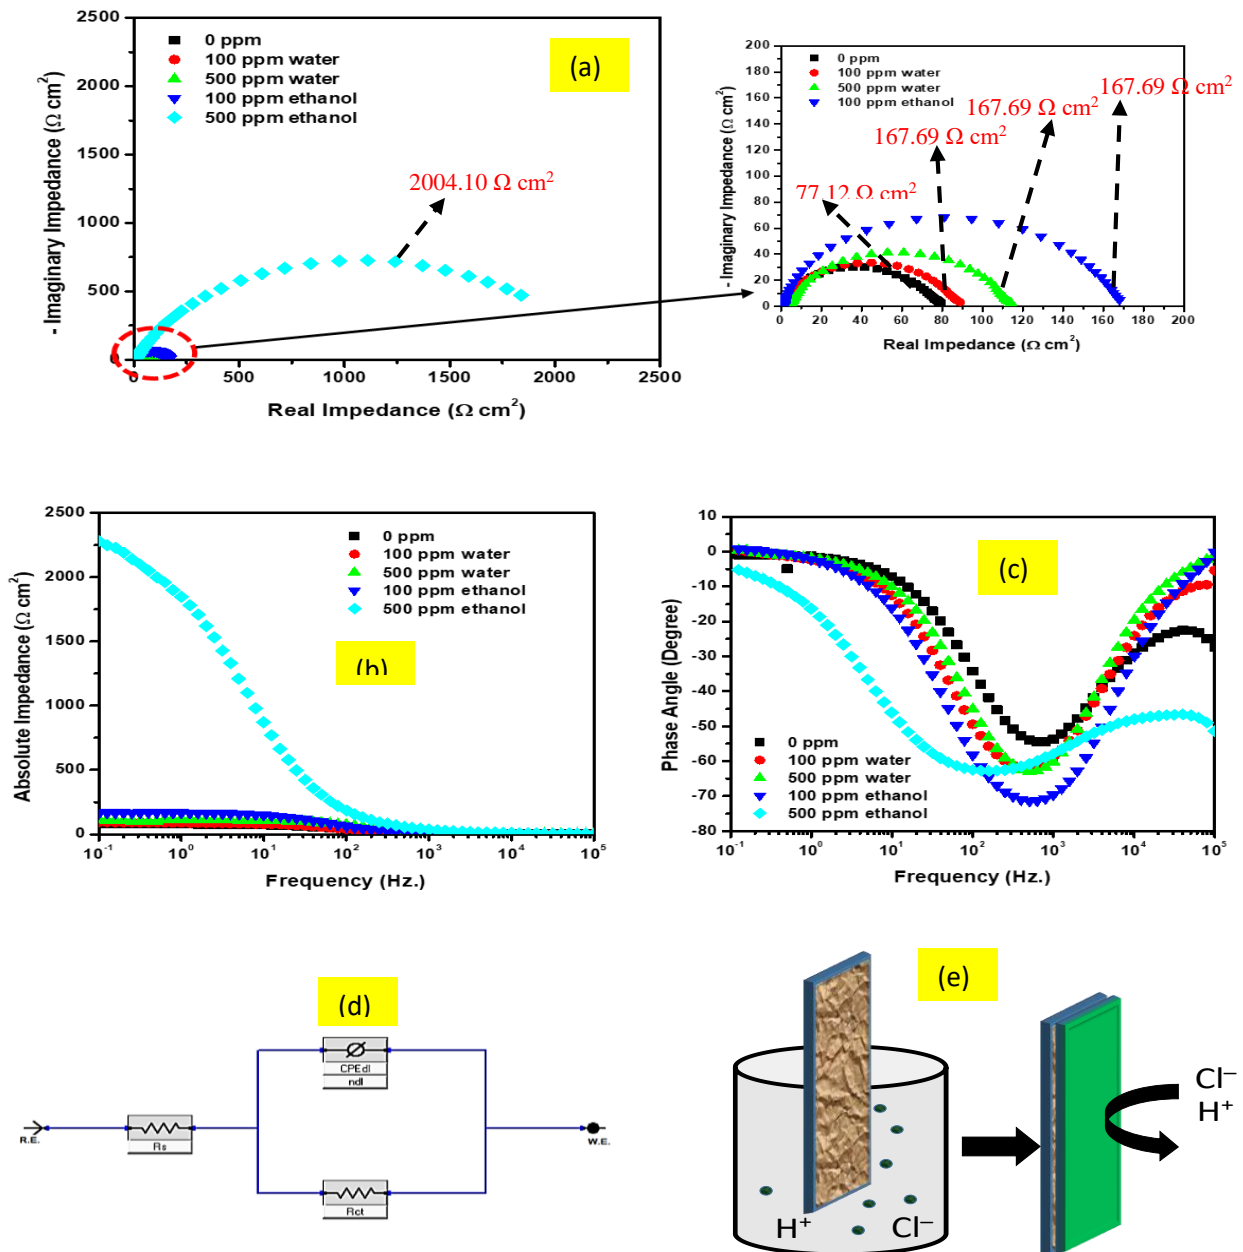 2500
2000
1500
1000
500
0
- Imaginary Impedance (Ω cm²)
0 ppm
100 ppm water
500 ppm water
100 ppm ethanol
500 ppm ethanol
(a)
2004.10 Ω cm²
0 500 1000 1500 2000 2500
Real Impedance (Ω cm²)
200
180
160
140
120
100
80
60
40
20
0
- Imaginary Impedance (Ω cm²)
0 ppm
100 ppm water
500 ppm water
100 ppm ethanol
167.69 Ω cm²
167.69 Ω cm²
167.69 Ω cm²
77.12 Ω cm²
0 20 40 60 80 100 120 140 160 180 200
Real Impedance (Ω cm²)
2500
2000
1500
1000
500
0
Absolute Impedance (Ω cm²)
0 ppm
100 ppm water
500 ppm water
100 ppm ethanol
500 ppm ethanol
(b)
10⁻¹ 10⁰ 10¹ 10² 10³ 10⁴ 10⁵
Frequency (Hz.)
10
0
-10
-20
-30
-40
-50
-60
-70
-80
Phase Angle (Degree)
(c)
0 ppm
100 ppm water
500 ppm water
100 ppm ethanol
500 ppm ethanol
10⁻¹ 10⁰ 10¹ 10² 10³ 10⁴ 10⁵
Frequency (Hz.)
(d)
CPEdl
ndl
R.E.
Rs
W.E.
Rct
(e)
H⁺ Cl⁻
Cl⁻
H⁺